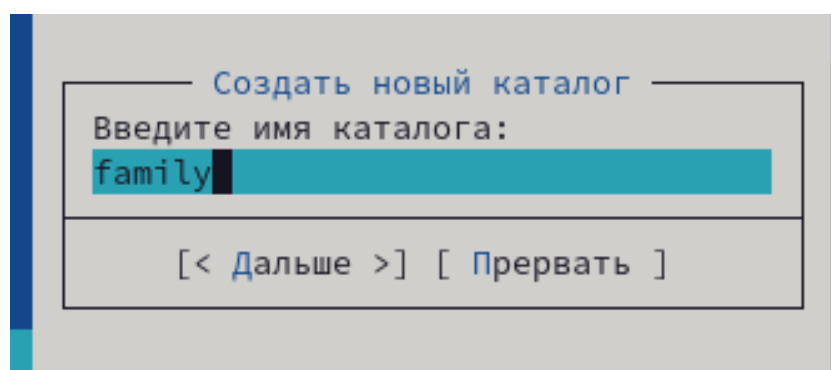 Создать новый каталог
Введите имя каталога:
family
[< Дальше >] [ Прервать ]